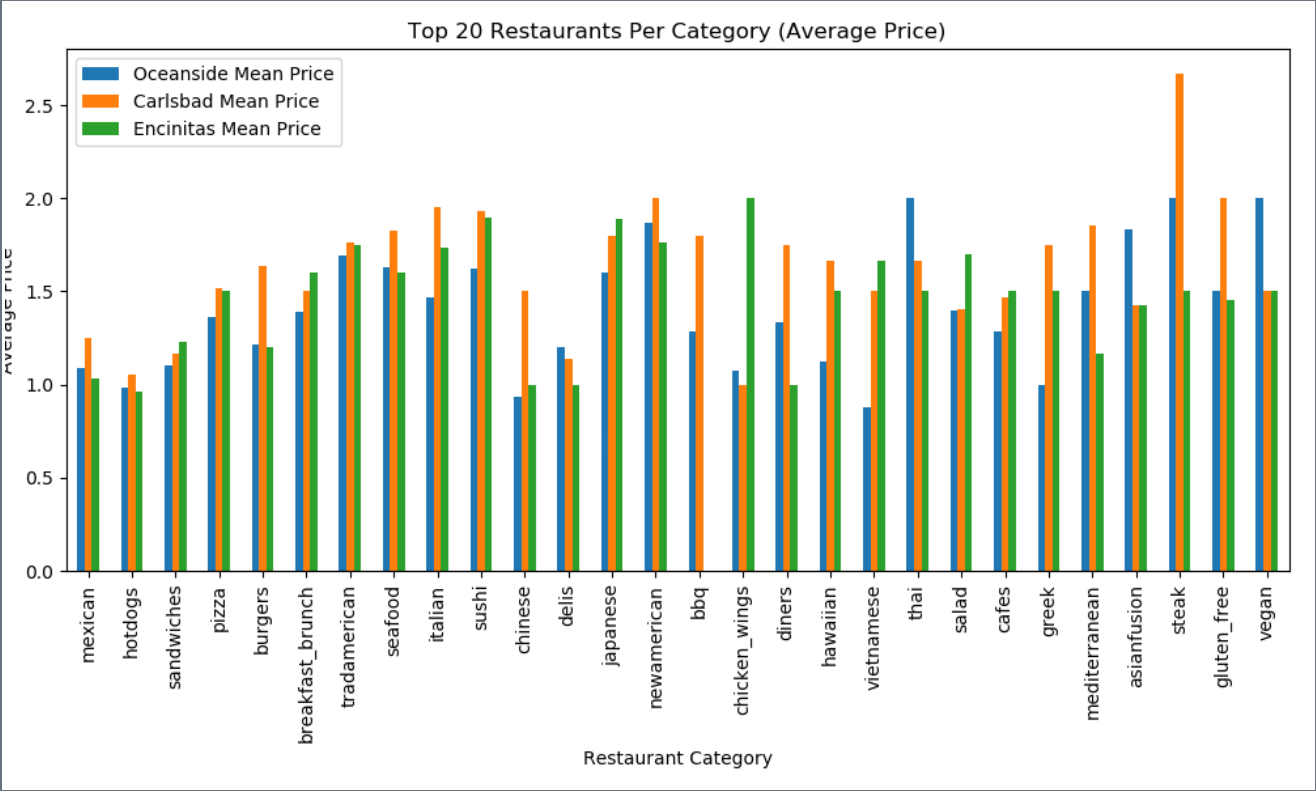 Top 20 Restaurants Per Category (Average Price)
Oceanside Mean Price
Carlsbad Mean Price
Encinitas Mean Price
Average Price
2.5
2.0
1.5
1.0
0.5
0.0
mexican
hotdogs
sandwiches
pizza
burgers
breakfast_brunch
tradamerican
seafood
italian
sushi
chinese
delis
japanese
newamerican
bbq
chicken_wings
diners
hawaiian
vietnamese
thai
salad
cafes
greek
mediterranean
asianfusion
steak
gluten_free
vegan
Restaurant Category